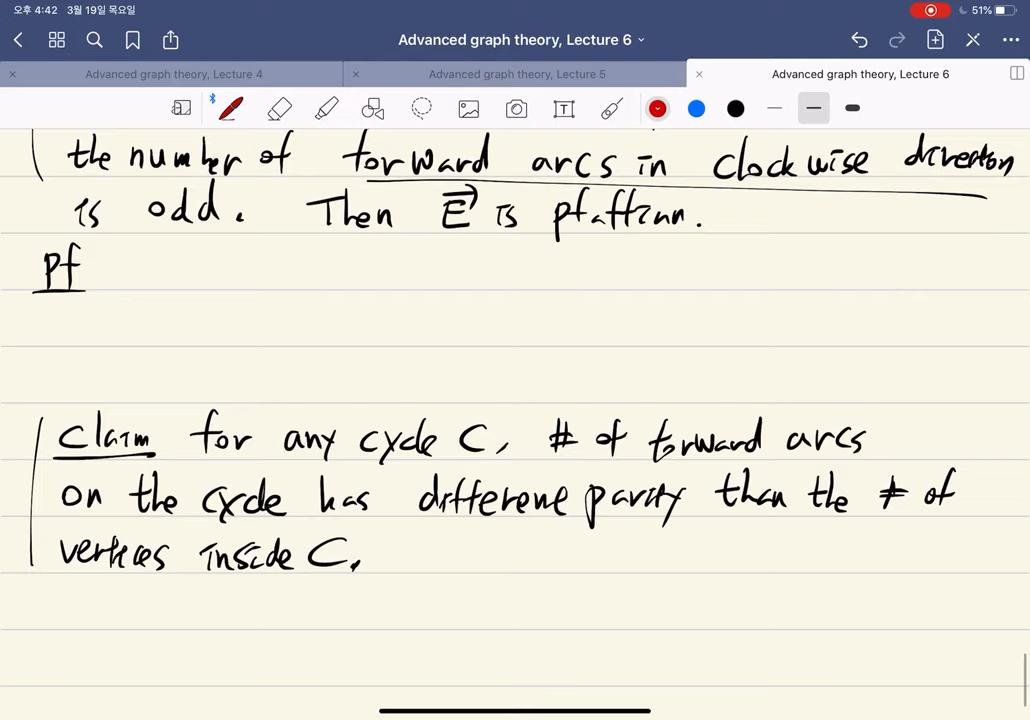 오후 4:42 3월 19일 목요일
51%
Advanced graph theory, Lecture 6
Advanced graph theory, Lecture 4
Advanced graph theory, Lecture 5
Advanced graph theory, Lecture 6
the number of forward arcs in clockwise direction
is odd. Then E⃗ is pfaffian.
pf
Claim for any cycle C, # of forward arcs
on the cycle has different parity than the # of
vertices inside C.